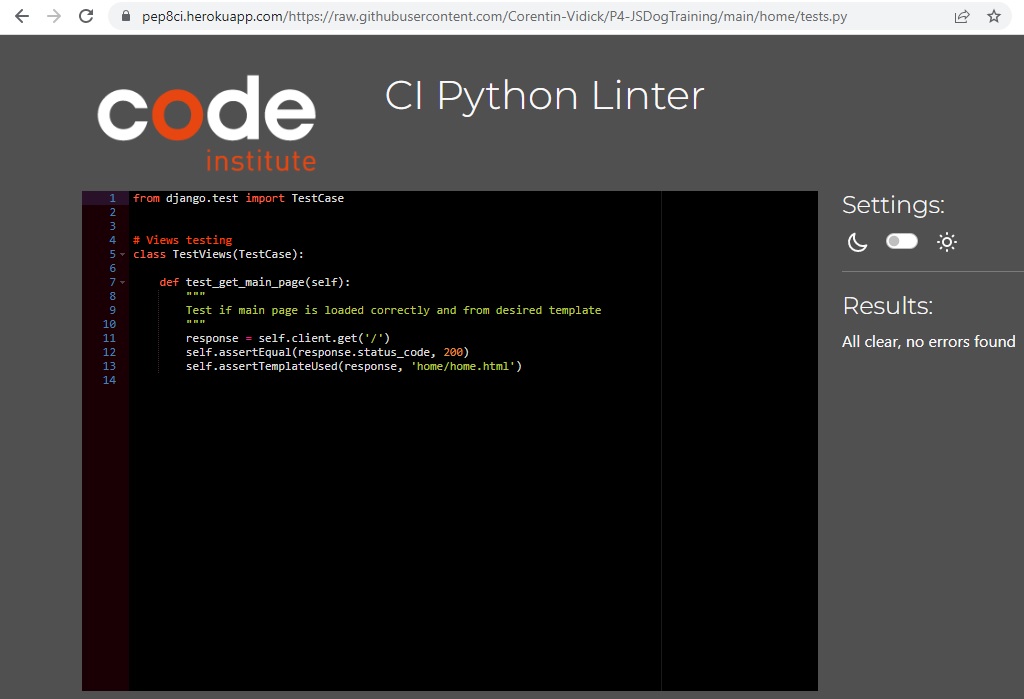 pep8ci.herokuapp.com/https://raw.githubusercontent.com/Corentin-Vidick/P4-JSDogTraining/main/home/tests.py
code
institute
CI Python Linter
1 from django.test import TestCase
2
3
4 # Views testing
5 class TestViews(TestCase):
6
7     def test_get_main_page(self):
8         """
9         Test if main page is loaded correctly and from desired template
10         """
11         response = self.client.get('/')
12         self.assertEqual(response.status_code, 200)
13         self.assertTemplateUsed(response, 'home/home.html')
14
Settings:
Results:
All clear, no errors found